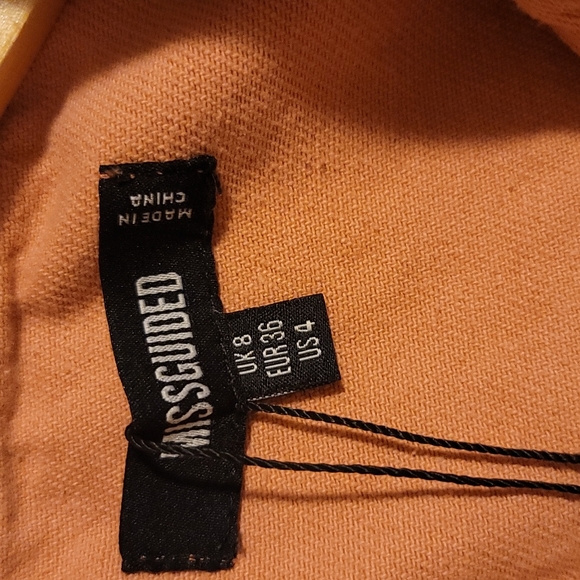 MISSGUIDED
MADE IN
CHINA
UK 8
EUR 36
US 4